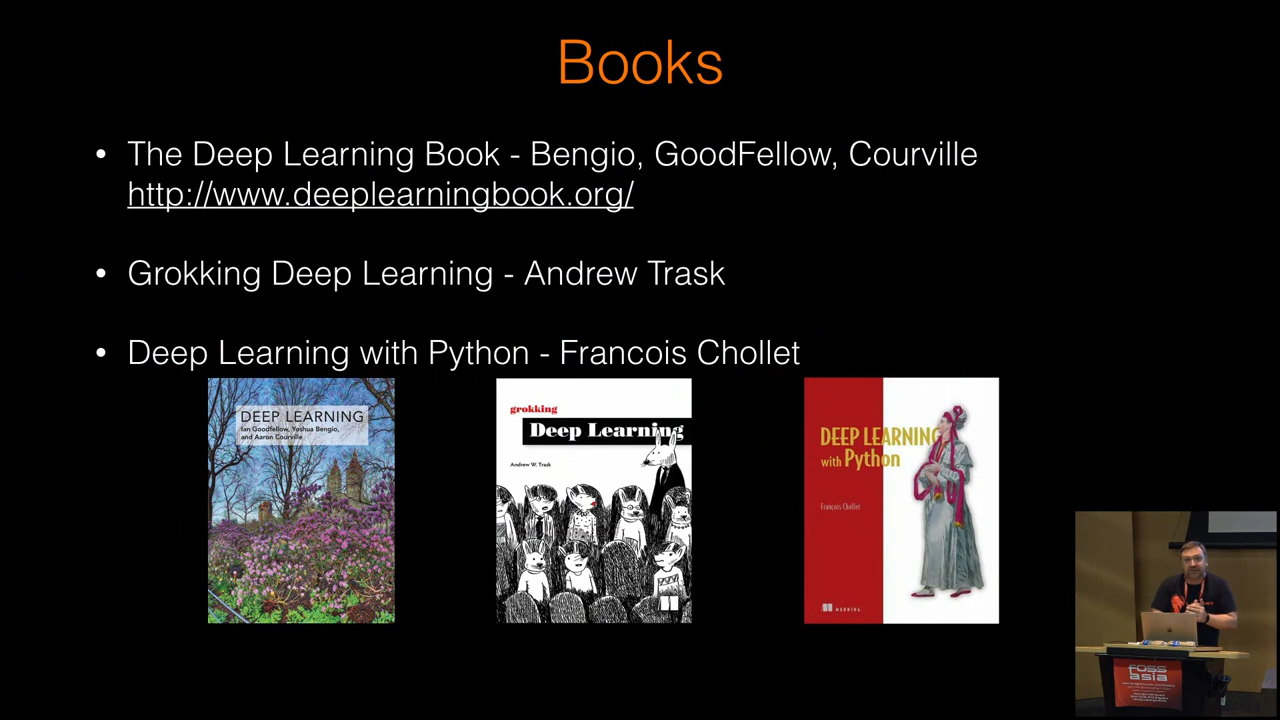 Books
• The Deep Learning Book - Bengio, GoodFellow, Courville
http://www.deeplearningbook.org/
• Grokking Deep Learning - Andrew Trask
• Deep Learning with Python - Francois Chollet
DEEP LEARNING
Ian Goodfellow, Yoshua Bengio,
and Aaron Courville
grokking
Deep Learning
Andrew W. Trask
DEEP LEARNING
with Python
François Chollet
MANNING
FOSS
asia